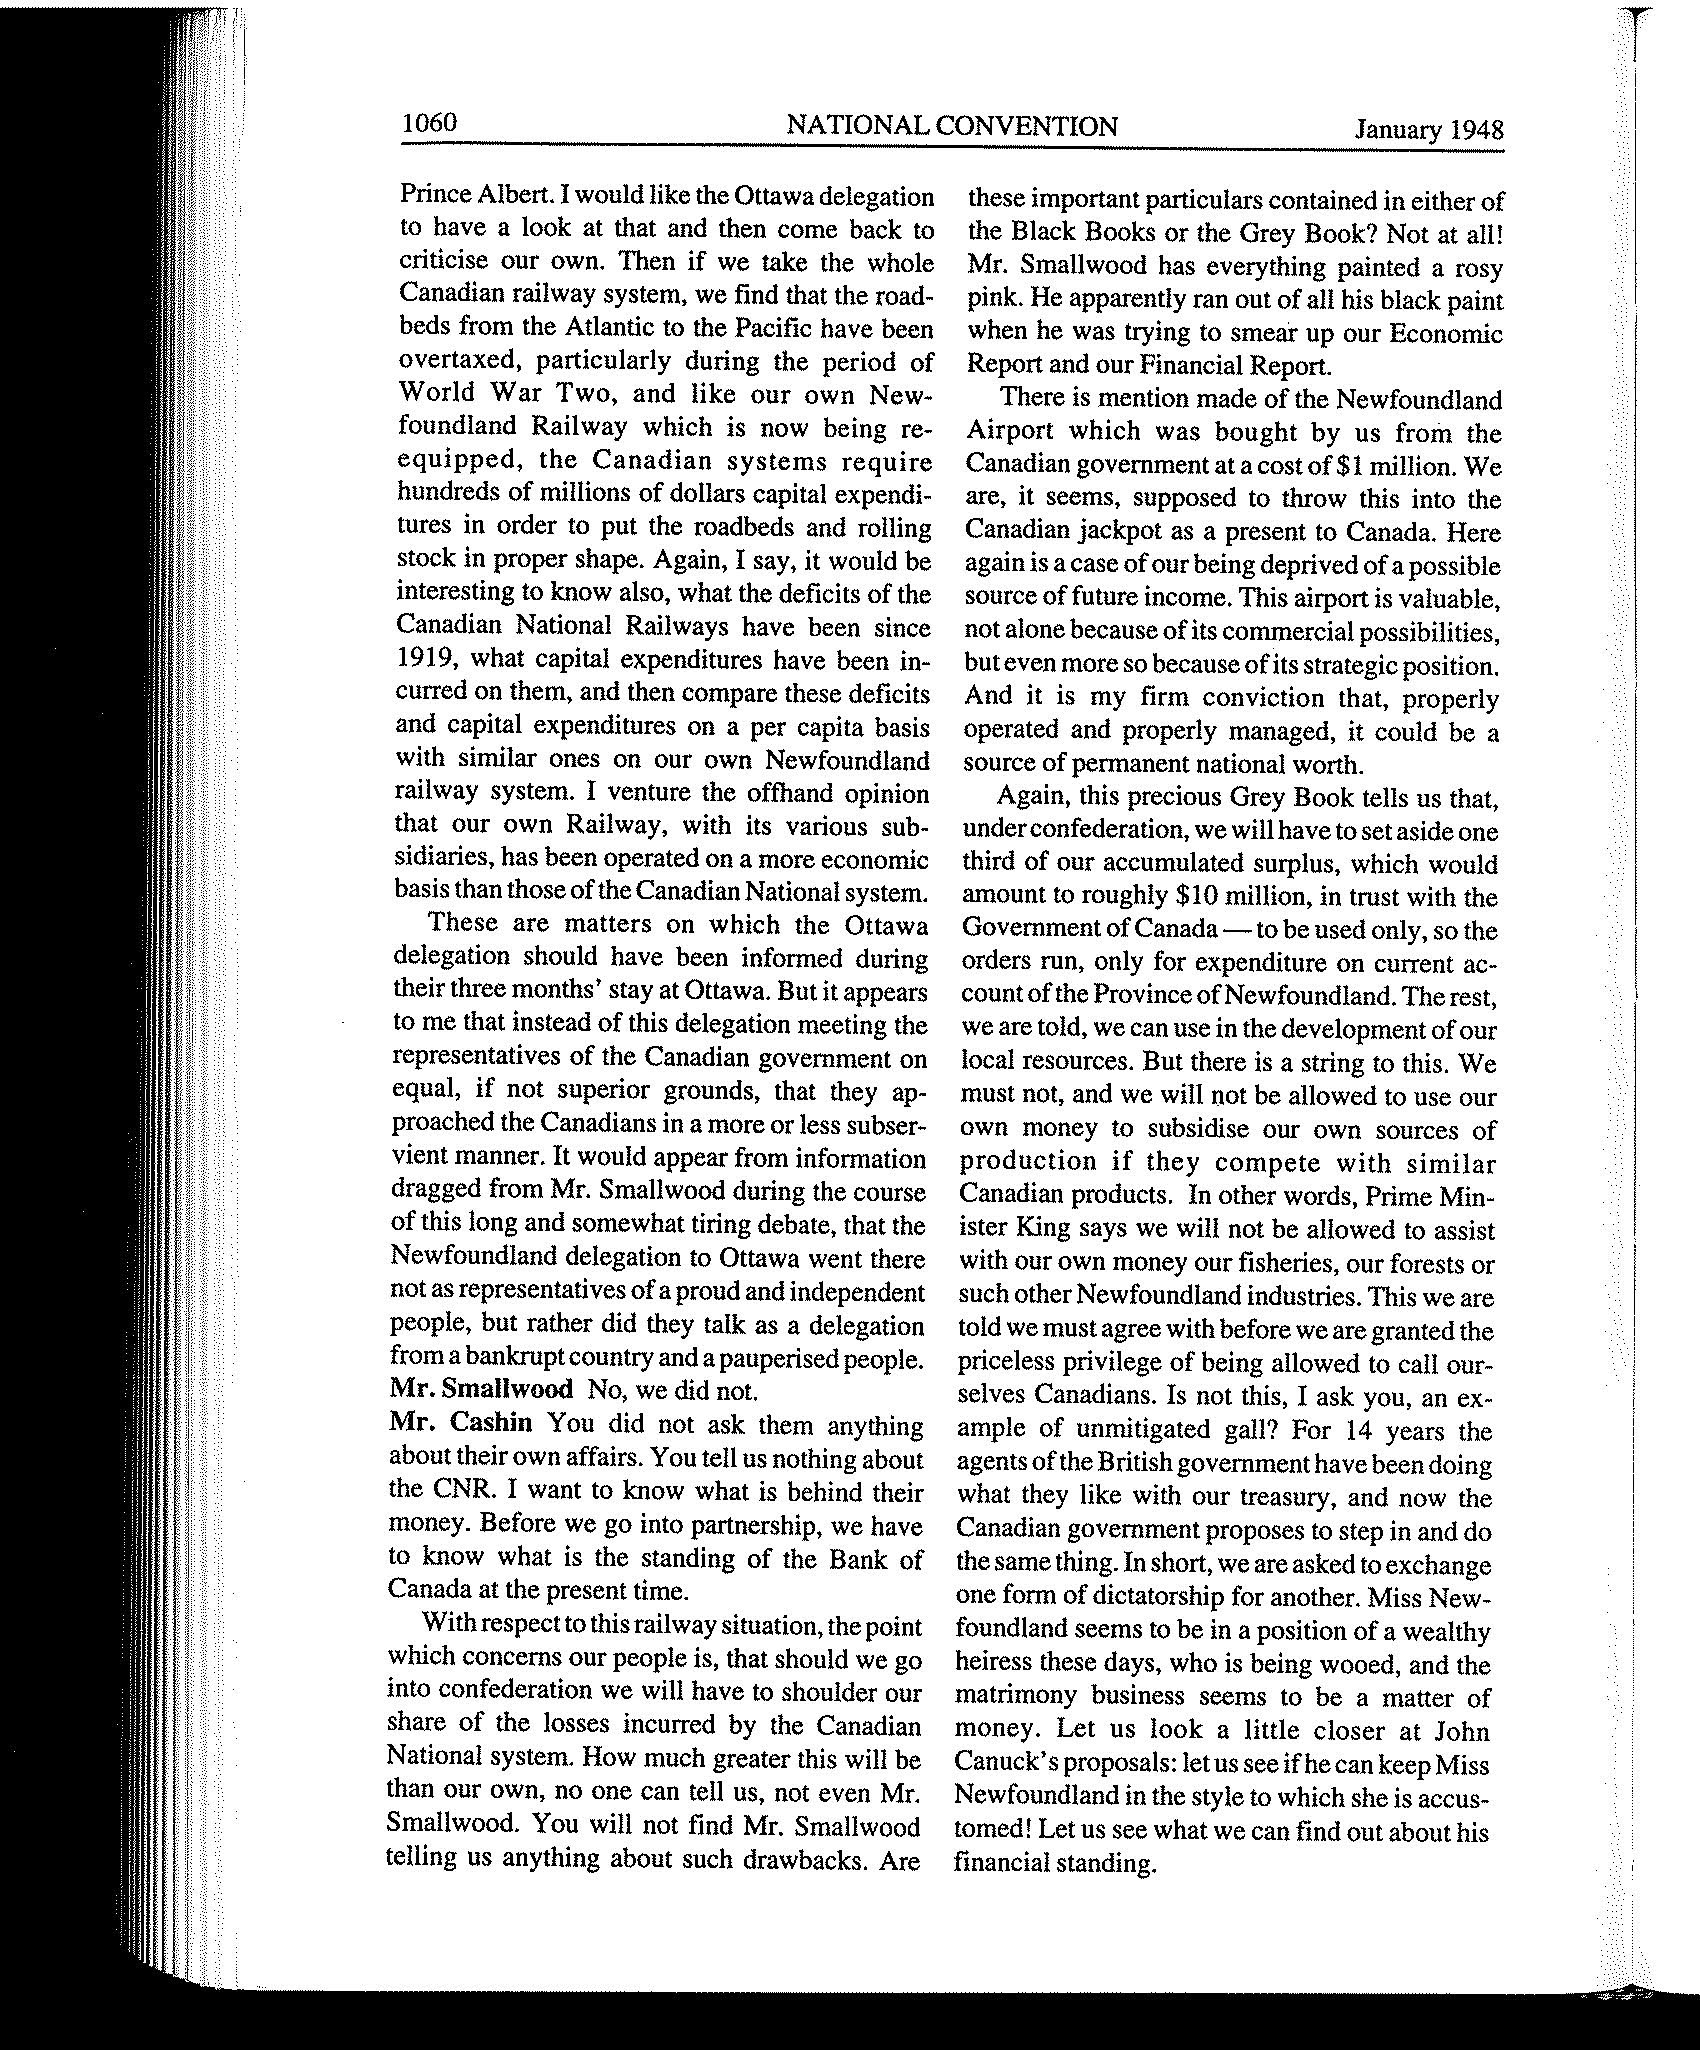 1060 NATIONAL CONVENTION January 1948
Prince Albert. I would like the Ottawa delegation
to have a look at that and then come back to
criticise our own. Then if we take the whole
Canadian railway system, we find that the road-
beds from the Atlantic to the Pacific have been
overtaxed, particularly during the period of
World War Two, and like our own New-
foundland Railway which is now being re-
equipped, the Canadian systems require
hundreds of millions of dollars capital expendi-
tures in order to put the roadbeds and rolling
stock in proper shape. Again, I say, it would be
interesting to know also, what the deficits of the
Canadian National Railways have been since
1919, what capital expenditures have been in-
curred on them, and then compare these deficits
and capital expenditures on a per capita basis
with similar ones on our own Newfoundland
railway system. I venture the offhand opinion
that our own Railway, with its various sub-
sidiaries, has been operated on a more economic
basis than those of the Canadian National system.
These are matters on which the Ottawa
delegation should have been informed during
their three months' stay at Ottawa. But it appears
to me that instead of this delegation meeting the
representatives of the Canadian government on
equal, if not superior grounds, that they ap-
proached the Canadians in a more or less subser-
vient manner. It would appear from information
dragged from Mr. Smallwood during the course
of this long and somewhat tiring debate, that the
Newfoundland delegation to Ottawa went there
not as representatives of a proud and independent
people, but rather did they talk as a delegation
from a bankrupt country and a pauperised people.
Mr. Smallwood No, we did not.
Mr. Cashin You did not ask them anything
about their own affairs. You tell us nothing about
the CNR. I want to know what is behind their
money. Before we go into partnership, we have
to know what is the standing of the Bank of
Canada at the present time.
With respect to this railway situation, the point
which concerns our people is, that should we go
into confederation we will have to shoulder our
share of the losses incurred by the Canadian
National system. How much greater this will be
than our own, no one can tell us, not even Mr.
Smallwood. You will not find Mr. Smallwood
telling us anything about such drawbacks. Are
these important particulars contained in either of
the Black Books or the Grey Book? Not at all!
Mr. Smallwood has everything painted a rosy
pink. He apparently ran out of all his black paint
when he was trying to smear up our Economic
Report and our Financial Report.
There is mention made of the Newfoundland
Airport which was bought by us from the
Canadian government at a cost of $1 million. We
are, it seems, supposed to throw this into the
Canadian jackpot as a present to Canada. Here
again is a case of our being deprived of a possible
source of future income. This airport is valuable,
not alone because of its commercial possibilities,
but even more so because of its strategic position.
And it is my firm conviction that, properly
operated and properly managed, it could be a
source of permanent national worth.
Again, this precious Grey Book tells us that,
under confederation, we will have to set aside one
third of our accumulated surplus, which would
amount to roughly $10 million, in trust with the
Government of Canada — to be used only, so the
orders run, only for expenditure on current ac-
count of the Province of Newfoundland. The rest,
we are told, we can use in the development of our
local resources. But there is a string to this. We
must not, and we will not be allowed to use our
own money to subsidise our own sources of
production if they compete with similar
Canadian products. In other words, Prime Min-
ister King says we will not be allowed to assist
with our own money our fisheries, our forests or
such other Newfoundland industries. This we are
told we must agree with before we are granted the
priceless privilege of being allowed to call our-
selves Canadians. Is not this, I ask you, an ex-
ample of unmitigated gall? For 14 years the
agents of the British government have been doing
what they like with our treasury, and now the
Canadian government proposes to step in and do
the same thing. In short, we are asked to exchange
one form of dictatorship for another. Miss New-
foundland seems to be in a position of a wealthy
heiress these days, who is being wooed, and the
matrimony business seems to be a matter of
money. Let us look a little closer at John
Canuck's proposals: let us see if he can keep Miss
Newfoundland in the style to which she is accus-
tomed! Let us see what we can find out about his
financial standing.